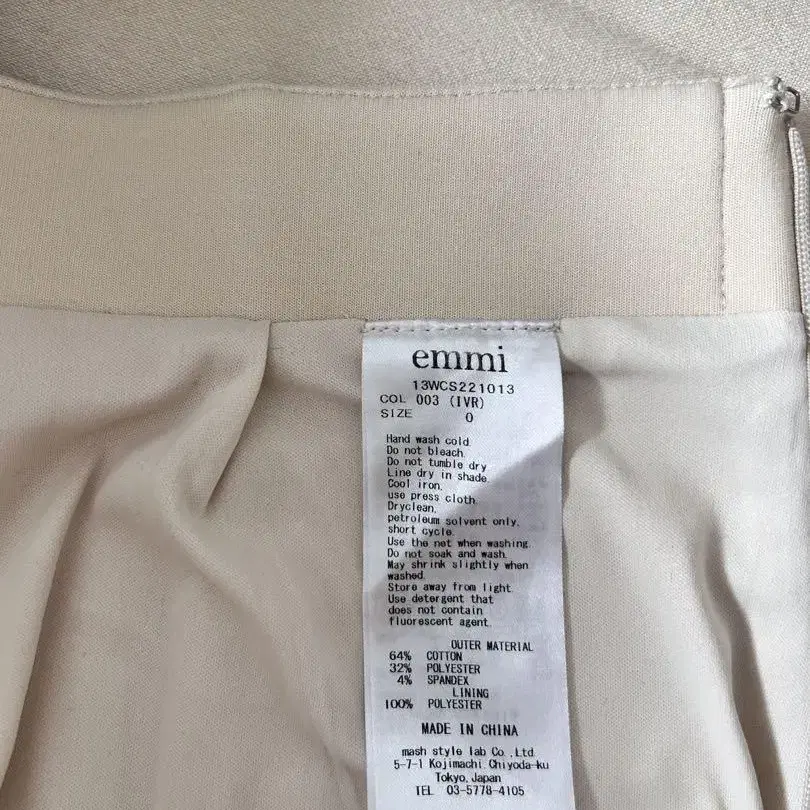 emmi
13WCS221013
COL 003 (IVR)
SIZE 0
Hand wash cold.
Do not bleach.
Do not tumble dry
Line dry in shade.
Cool iron.
use press cloth.
Dryclean.
petroleum solvent only.
short cycle.
Use the net when washing.
Do not soak and wash.
May shrink slightly when
washed.
Store away from light.
Use detergent that
does not contain
fluorescent agent.
OUTER MATERIAL
64% COTTON
32% POLYESTER
4% SPANDEX
LINING
100% POLYESTER
MADE IN CHINA
mash style lab Co.,Ltd.
5-7-1 Kojimachi.Chiyoda-ku
Tokyo.Japan
TEL 03-5778-4105